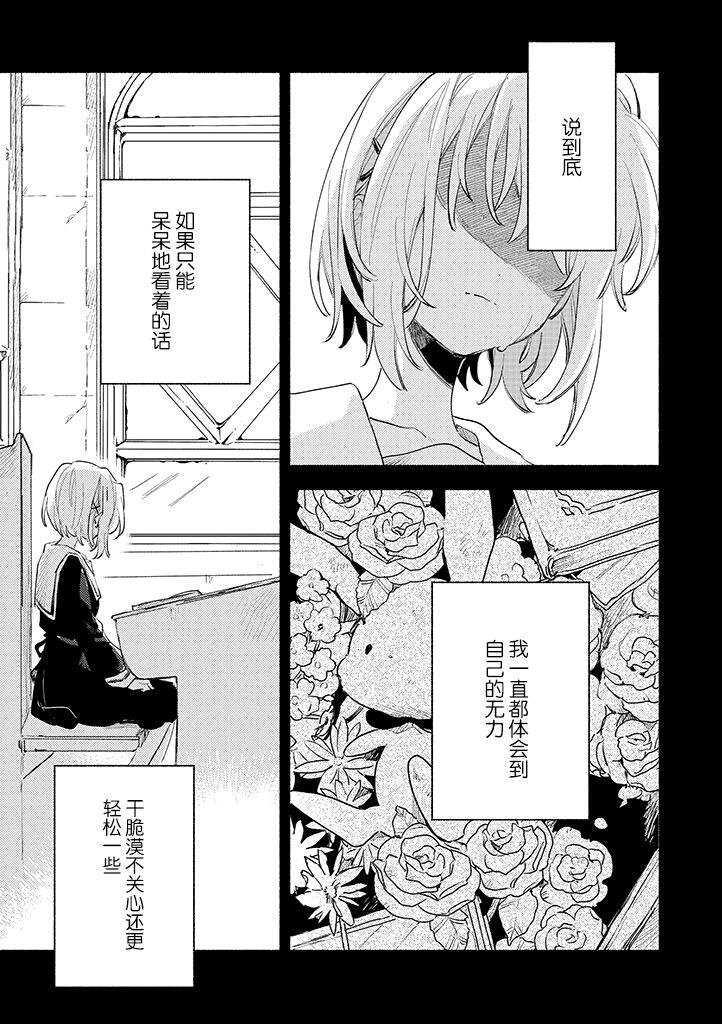 说到底
我一直都体会到
自己的无力
如果只能
呆呆地看着的话
干脆漠不关心还更
轻松一些